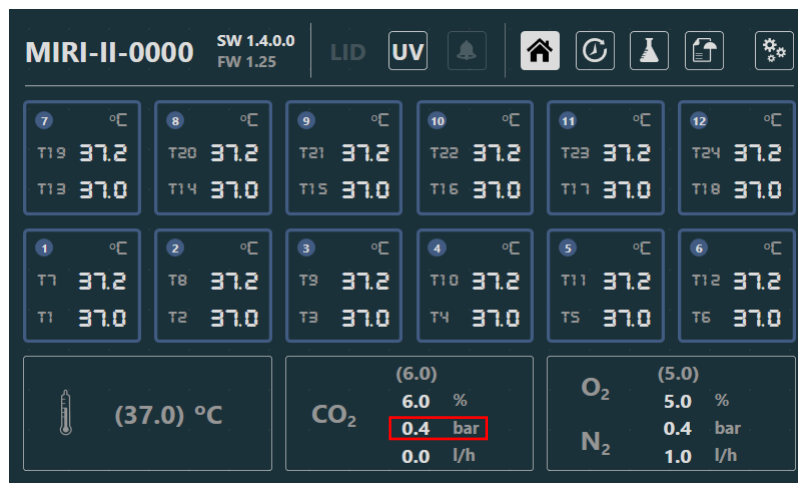 MIRI-II-0000 SW 1.4.0.0 LID UV
FW 1.25
7 °C 8 °C 9 °C 10 °C 11 °C 12 °C
T19 37.2 T20 37.2 T21 37.2 T22 37.2 T23 37.2 T24 37.2
T13 37.0 T14 37.0 T15 37.0 T16 37.0 T17 37.0 T18 37.0
1 °C 2 °C 3 °C 4 °C 5 °C 6 °C
T7 37.2 T8 37.2 T9 37.2 T10 37.2 T11 37.2 T12 37.2
T1 37.0 T2 37.0 T3 37.0 T4 37.0 T5 37.0 T6 37.0
(37.0) °C
CO₂
(6.0)
6.0 %
0.4 bar
0.0 l/h
O₂
N₂
(5.0)
5.0 %
0.4 bar
1.0 l/h